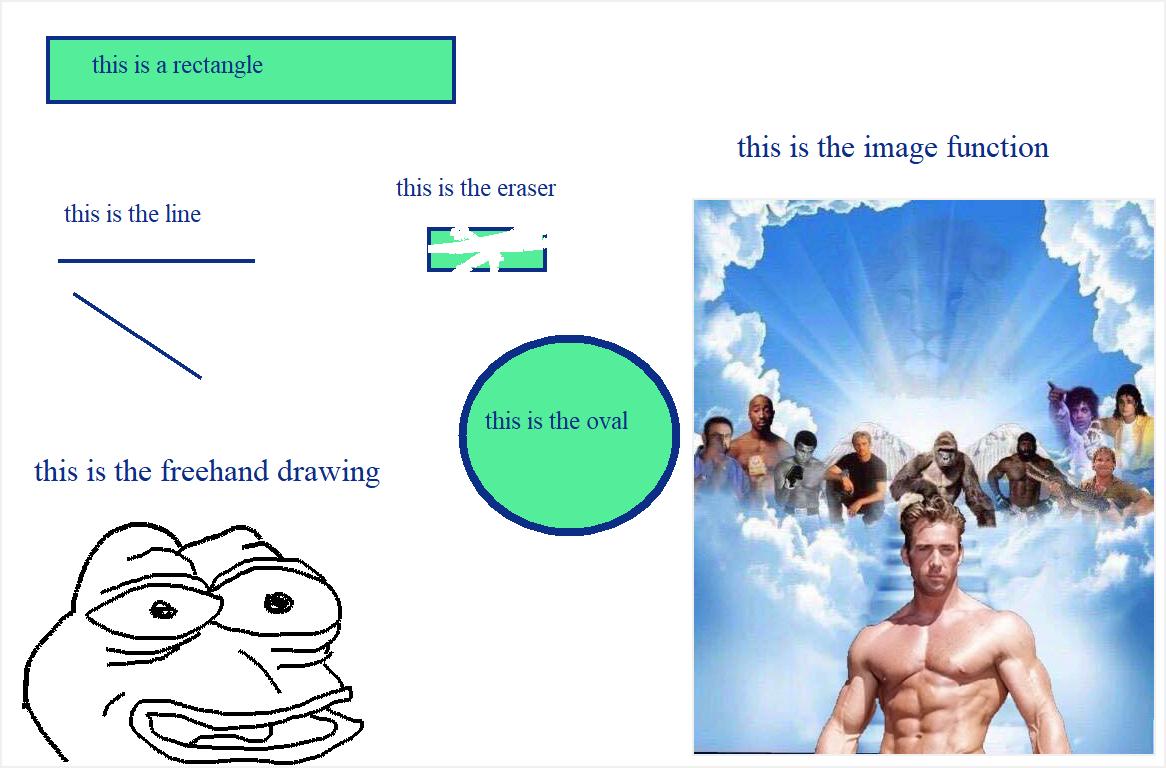 this is a rectangle
this is the image function
this is the eraser
this is the line
this is the oval
this is the freehand drawing